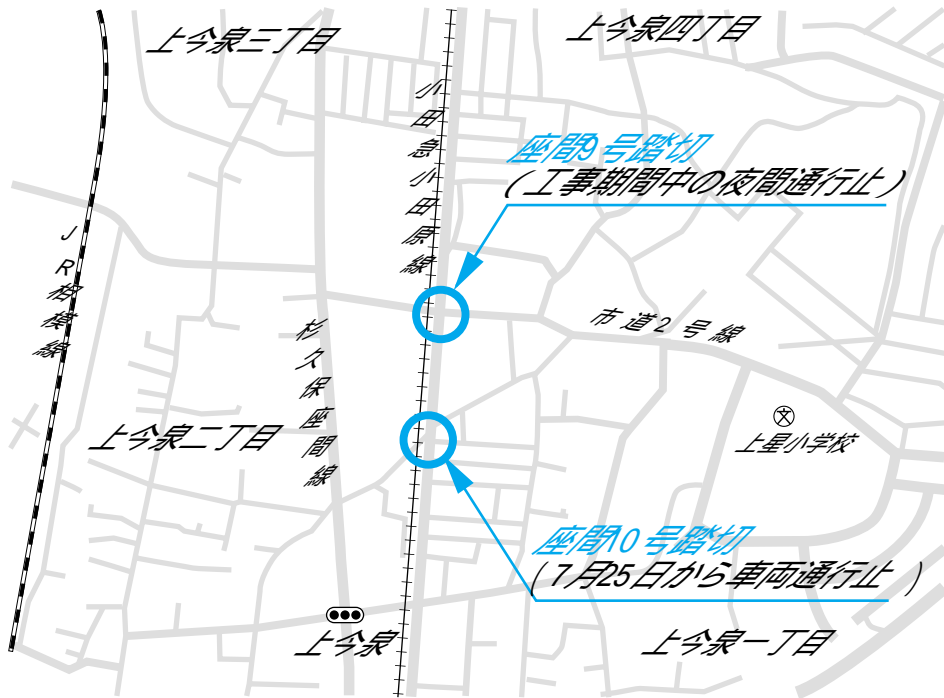 上今泉三丁目
上今泉四丁目
小田急小田原線
座間9号踏切
(工事期間中の夜間通行止)
JR相模線
杉久保座間線
市道2号線
上今泉二丁目
文
上星小学校
座間10号踏切
(7月25日から車両通行止)
上今泉
上今泉一丁目